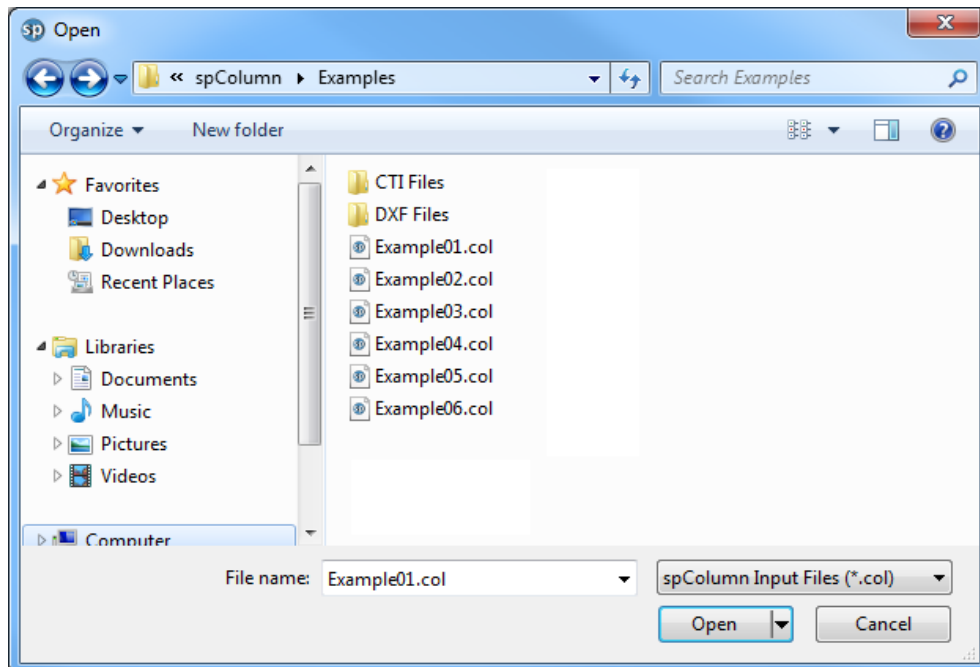 sp Open
« spColumn Examples
Search Examples
Organize New folder
Favorites
Desktop
Downloads
Recent Places
Libraries
Documents
Music
Pictures
Videos
Computer
CTI Files
DXF Files
Example01.col
Example02.col
Example03.col
Example04.col
Example05.col
Example06.col
File name: Example01.col
spColumn Input Files (*.col)
Open Cancel